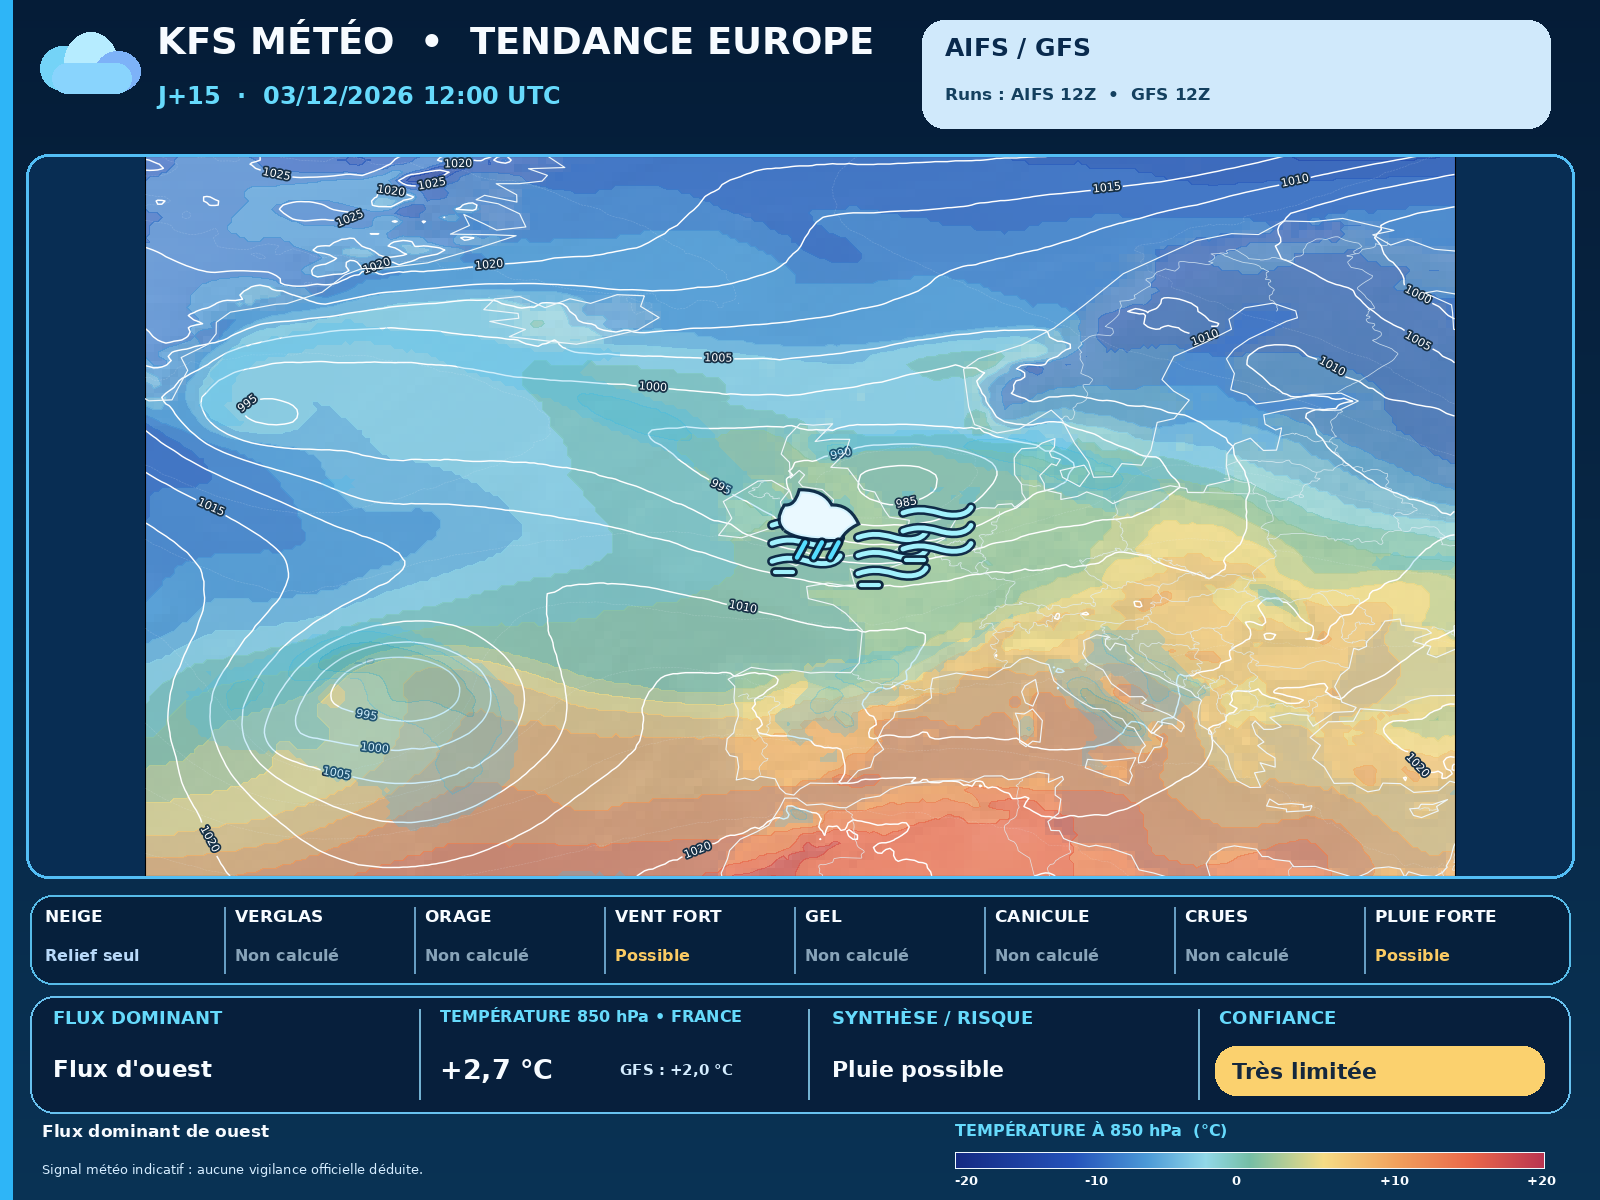 KFS MÉTÉO • TENDANCE EUROPE
J+15 · 03/12/2026 12:00 UTC
AIFS / GFS
Runs : AIFS 12Z • GFS 12Z
1025
1020
1020
1025
1025
1020
1020
1015
1010
1000
1005
1010
1010
1005
1000
995
990
995
985
1015
1010
995
1000
1005
1020
1020
1020
NEIGE
Relief seul
VERGLAS
Non calculé
ORAGE
Non calculé
VENT FORT
Possible
GEL
Non calculé
CANICULE
Non calculé
CRUES
Non calculé
PLUIE FORTE
Possible
FLUX DOMINANT
Flux d'ouest
TEMPÉRATURE 850 hPa • FRANCE
+2,7 °C
GFS : +2,0 °C
SYNTHÈSE / RISQUE
Pluie possible
CONFIANCE
Très limitée
Flux dominant de ouest
Signal météo indicatif : aucune vigilance officielle déduite.
TEMPÉRATURE À 850 hPa (°C)
-20 -10 0 +10 +20